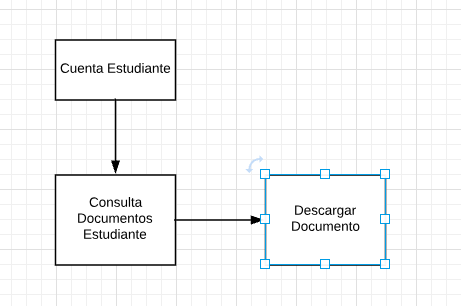 Cuenta Estudiante
Consulta
Documentos
Estudiante
Descargar
Documento